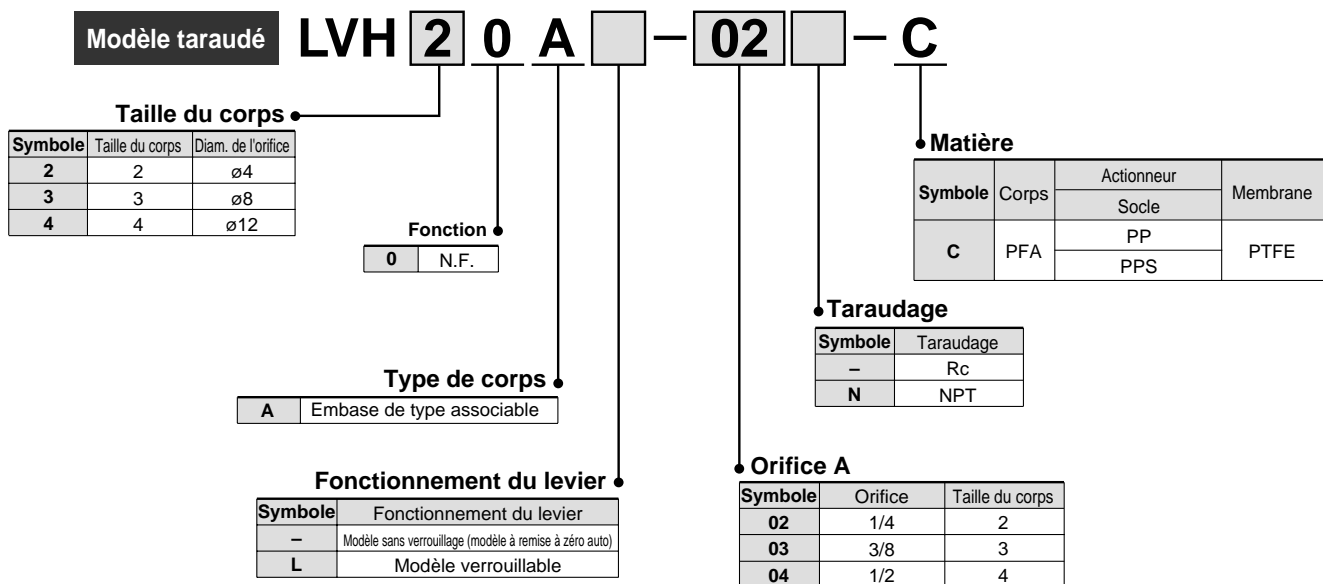 Modèle taraudé LVH 2 0 A – 02 – C
Taille du corps
Symbole Taille du corps Diam. de l'orifice
2 2 ø4
3 3 ø8
4 4 ø12
Fonction
0 N.F.
Type de corps
A Embase de type associable
Fonctionnement du levier
Symbole Fonctionnement du levier
– Modèle sans verrouillage (modèle à remise à zéro auto)
L Modèle verrouillable
Matière
Symbole Corps Actionneur Membrane
Socle
C PFA PP PTFE
PPS
Taraudage
Symbole Taraudage
– Rc
N NPT
Orifice A
Symbole Orifice Taille du corps
02 1/4 2
03 3/8 3
04 1/2 4